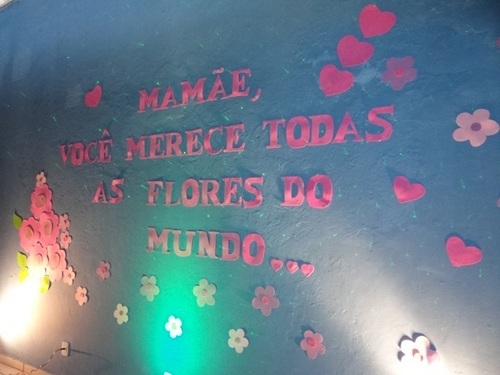 MAMÃE,
VOCÊ MERECE TODAS
AS FLORES DO
MUNDO...